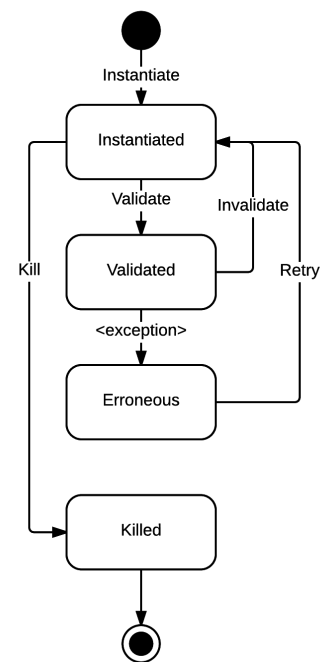 Instantiate
Instantiated
Validate
Invalidate
Validated
Kill
Retry
<exception>
Erroneous
Killed